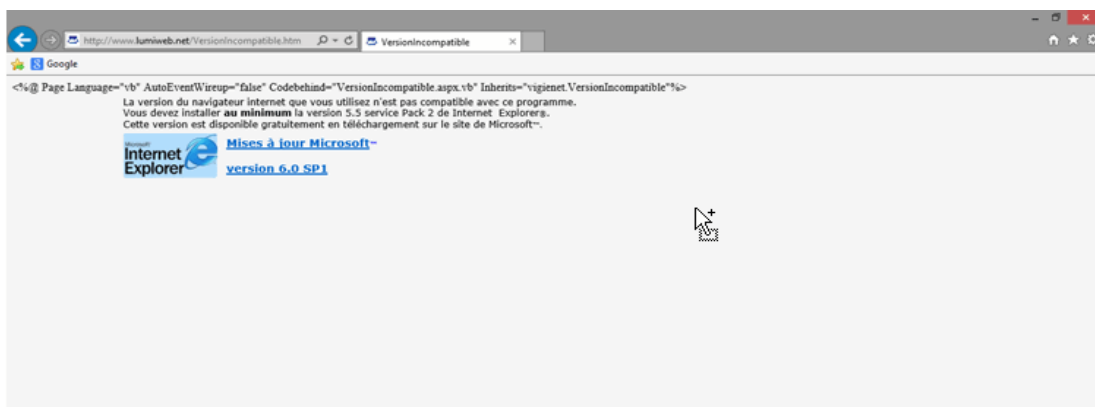 http://www.lumiweb.net/VersionIncompatible.htm
VersionIncompatible
Google
<%@ Page Language="vb" AutoEventWireup="false" Codebehind="VersionIncompatible.aspx.vb" Inherits="vigienet.VersionIncompatible"%>
La version du navigateur internet que vous utilisez n'est pas compatible avec ce programme.
Vous devez installer au minimum la version 5.5 service Pack 2 de Internet Explorer®.
Cette version est disponible gratuitement en téléchargement sur le site de Microsoft™.
Microsoft
Internet
Explorer
Mises à jour Microsoft™
version 6.0 SP1